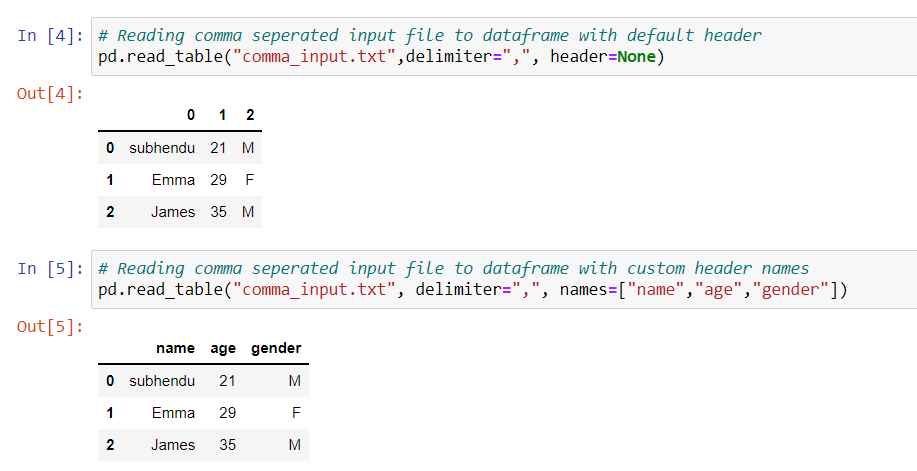 In [4]: # Reading comma seperated input file to dataframe with default header
pd.read_table("comma_input.txt",delimiter=",", header=None)
Out[4]:
0 1 2
0 subhendu 21 M
1 Emma 29 F
2 James 35 M
In [5]: # Reading comma seperated input file to dataframe with custom header names
pd.read_table("comma_input.txt", delimiter=",", names=["name","age","gender"])
Out[5]:
name age gender
0 subhendu 21 M
1 Emma 29 F
2 James 35 M